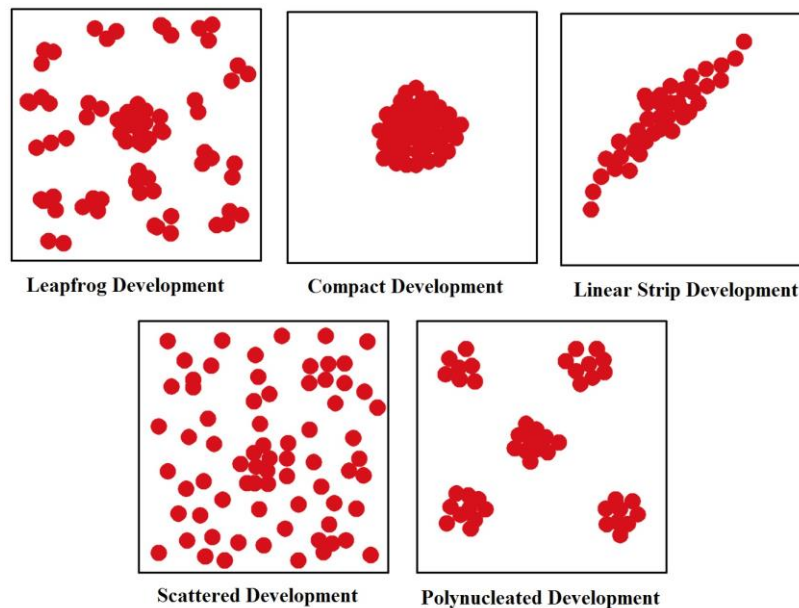 Leapfrog Development
Compact Development
Linear Strip Development
Scattered Development
Polynucleated Development